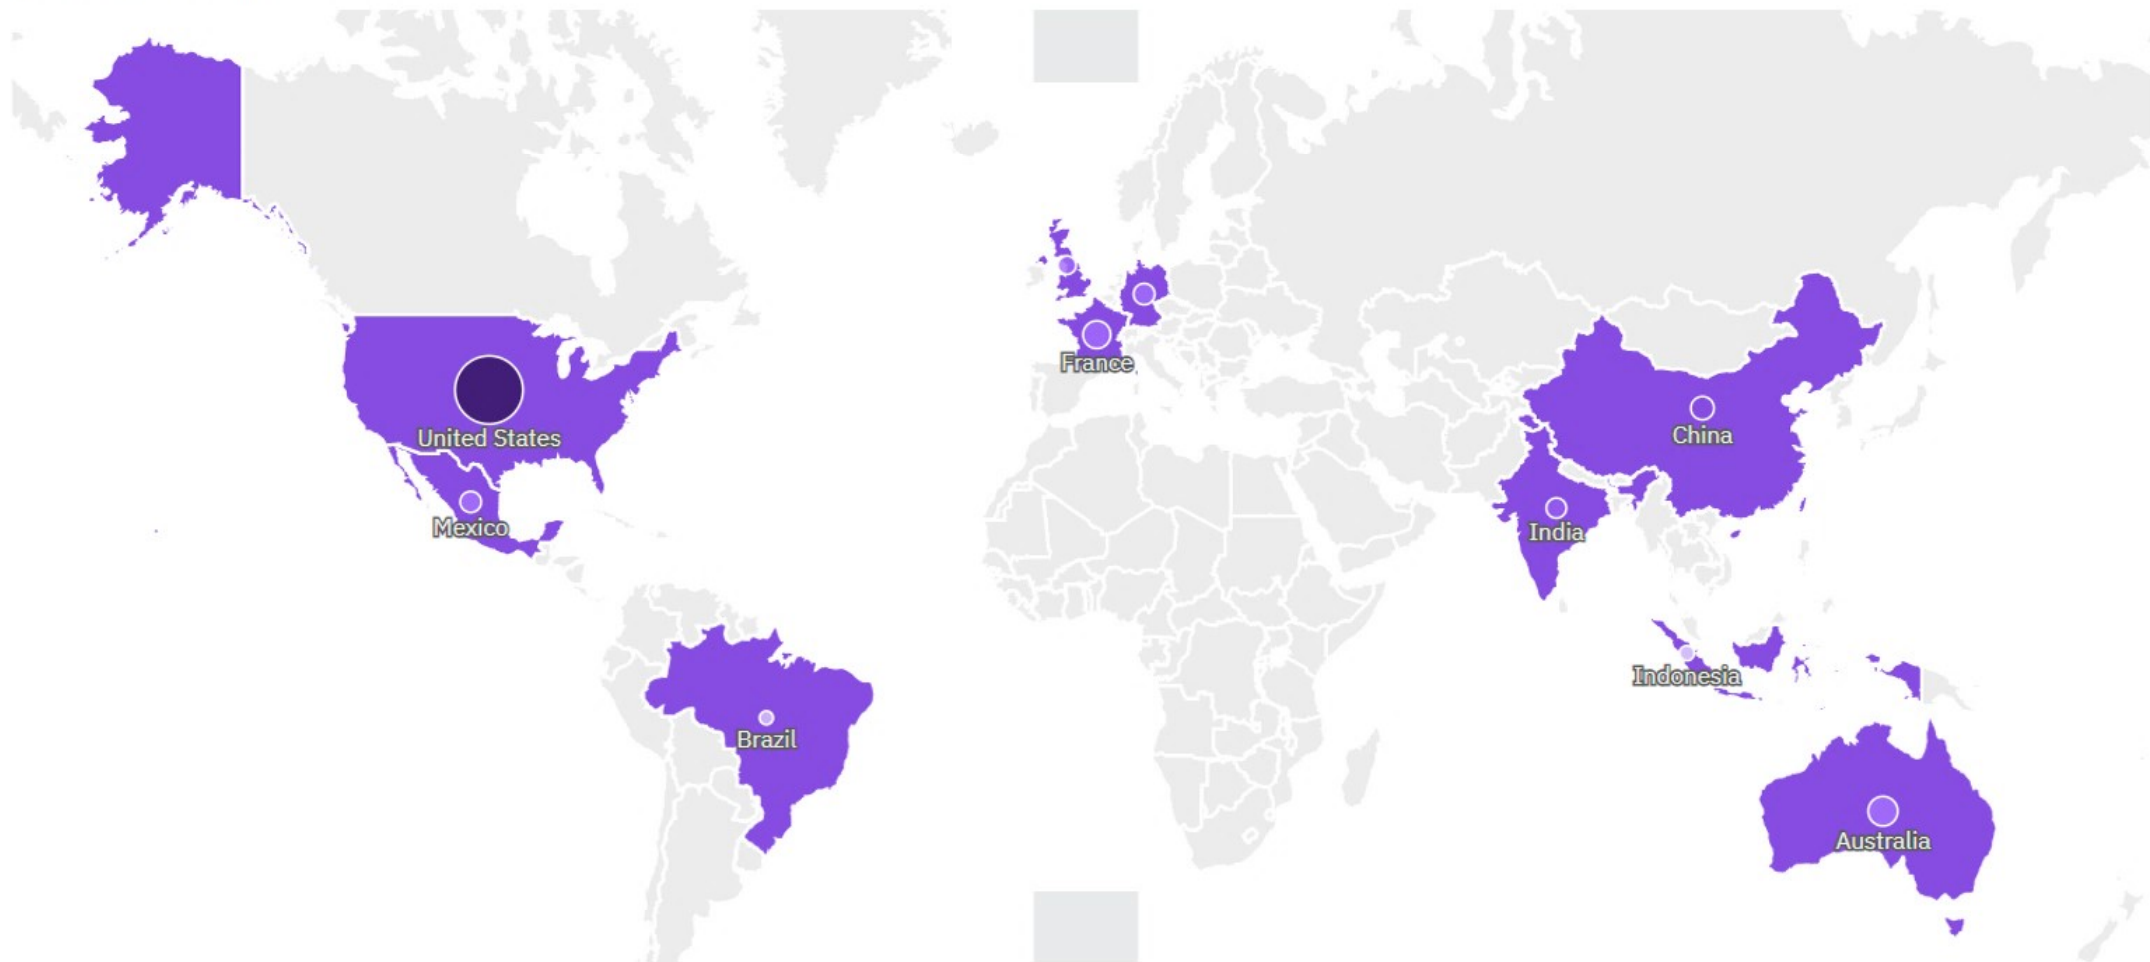 France
United States
China
Mexico
India
Indonesia
Brazil
Australia